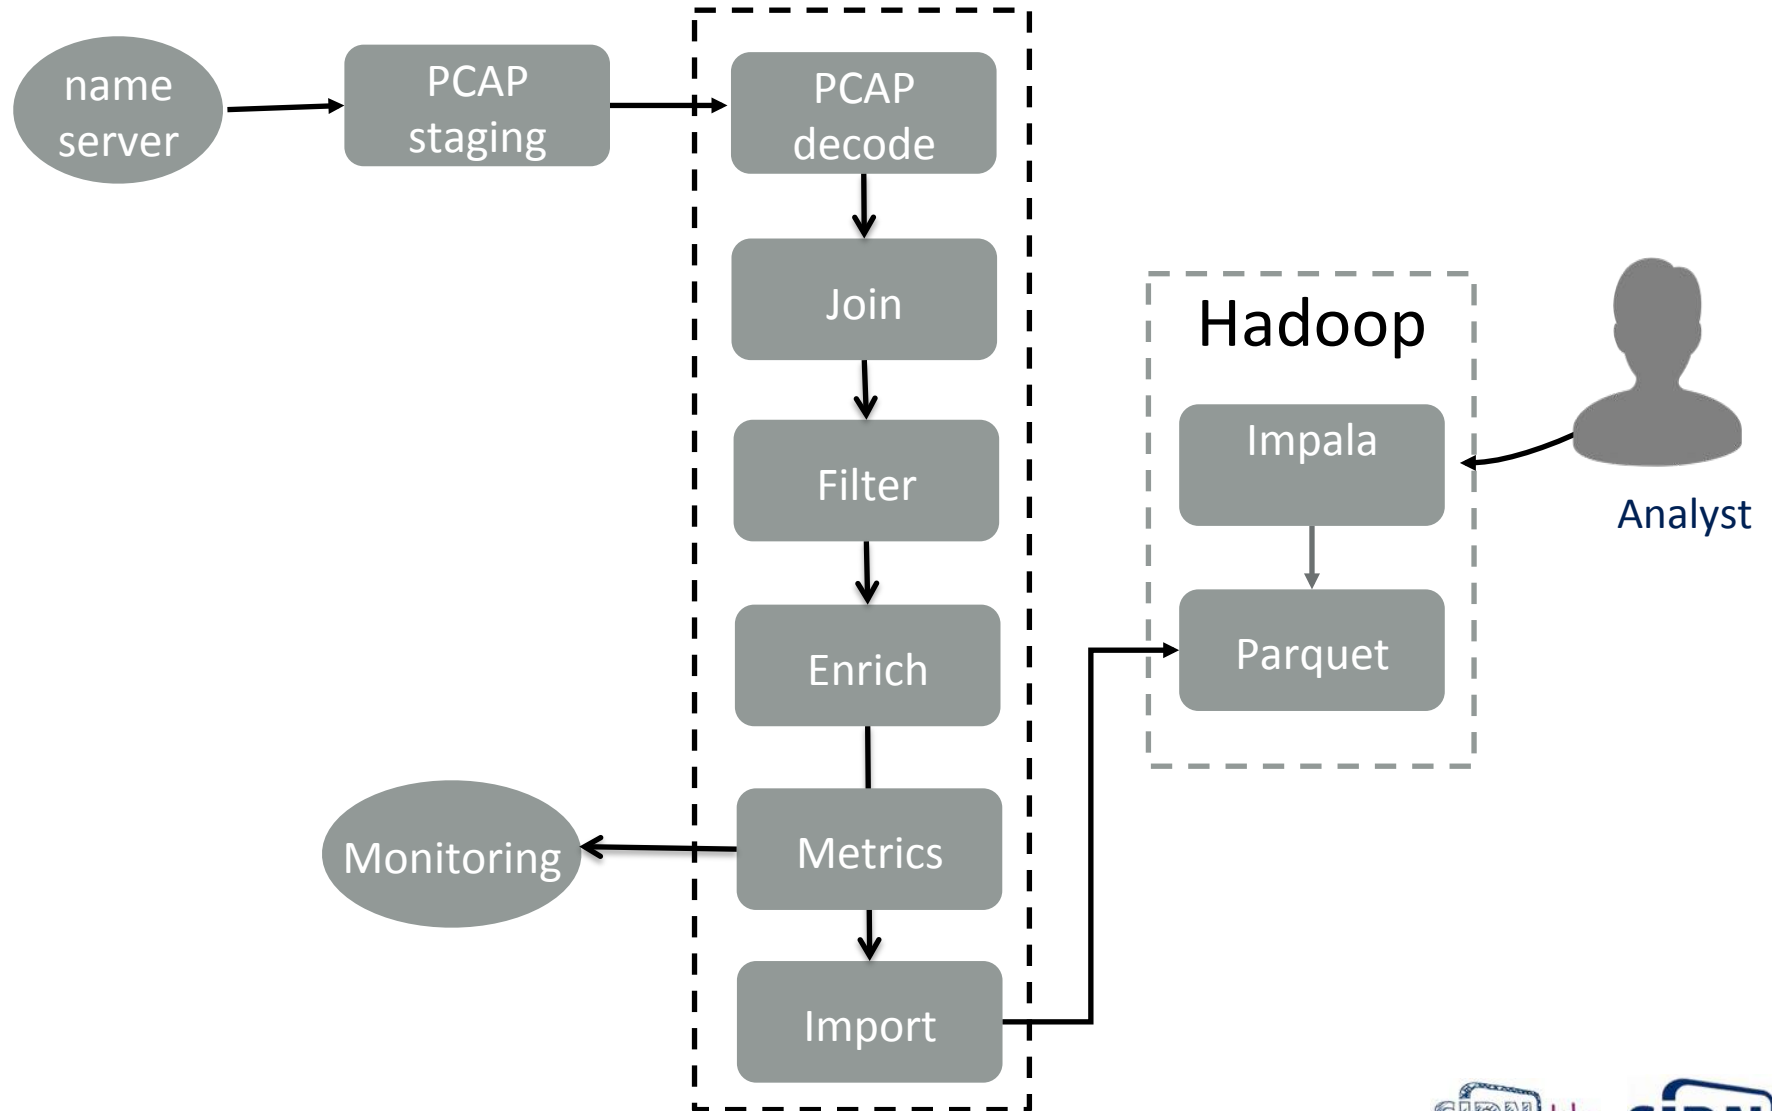 name
server
PCAP
staging
PCAP
decode
Join
Filter
Enrich
Metrics
Monitoring
Import
Hadoop
Impala
Parquet
Analyst